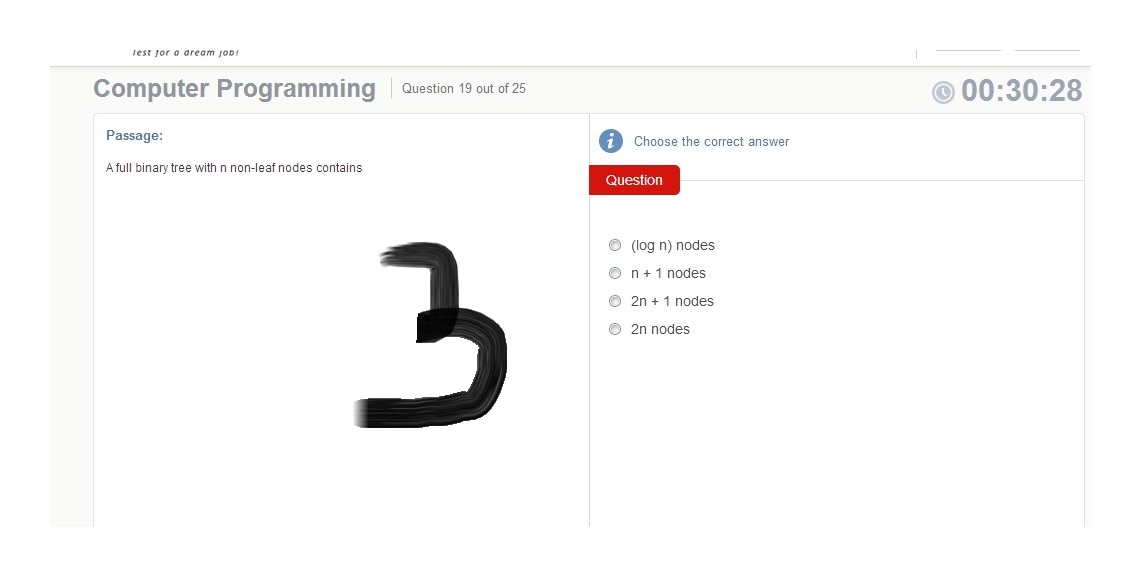 Test for a dream job!
Computer Programming Question 19 out of 25
00:30:28
Passage:
A full binary tree with n non-leaf nodes contains
3
Choose the correct answer
Question
(log n) nodes
n + 1 nodes
2n + 1 nodes
2n nodes